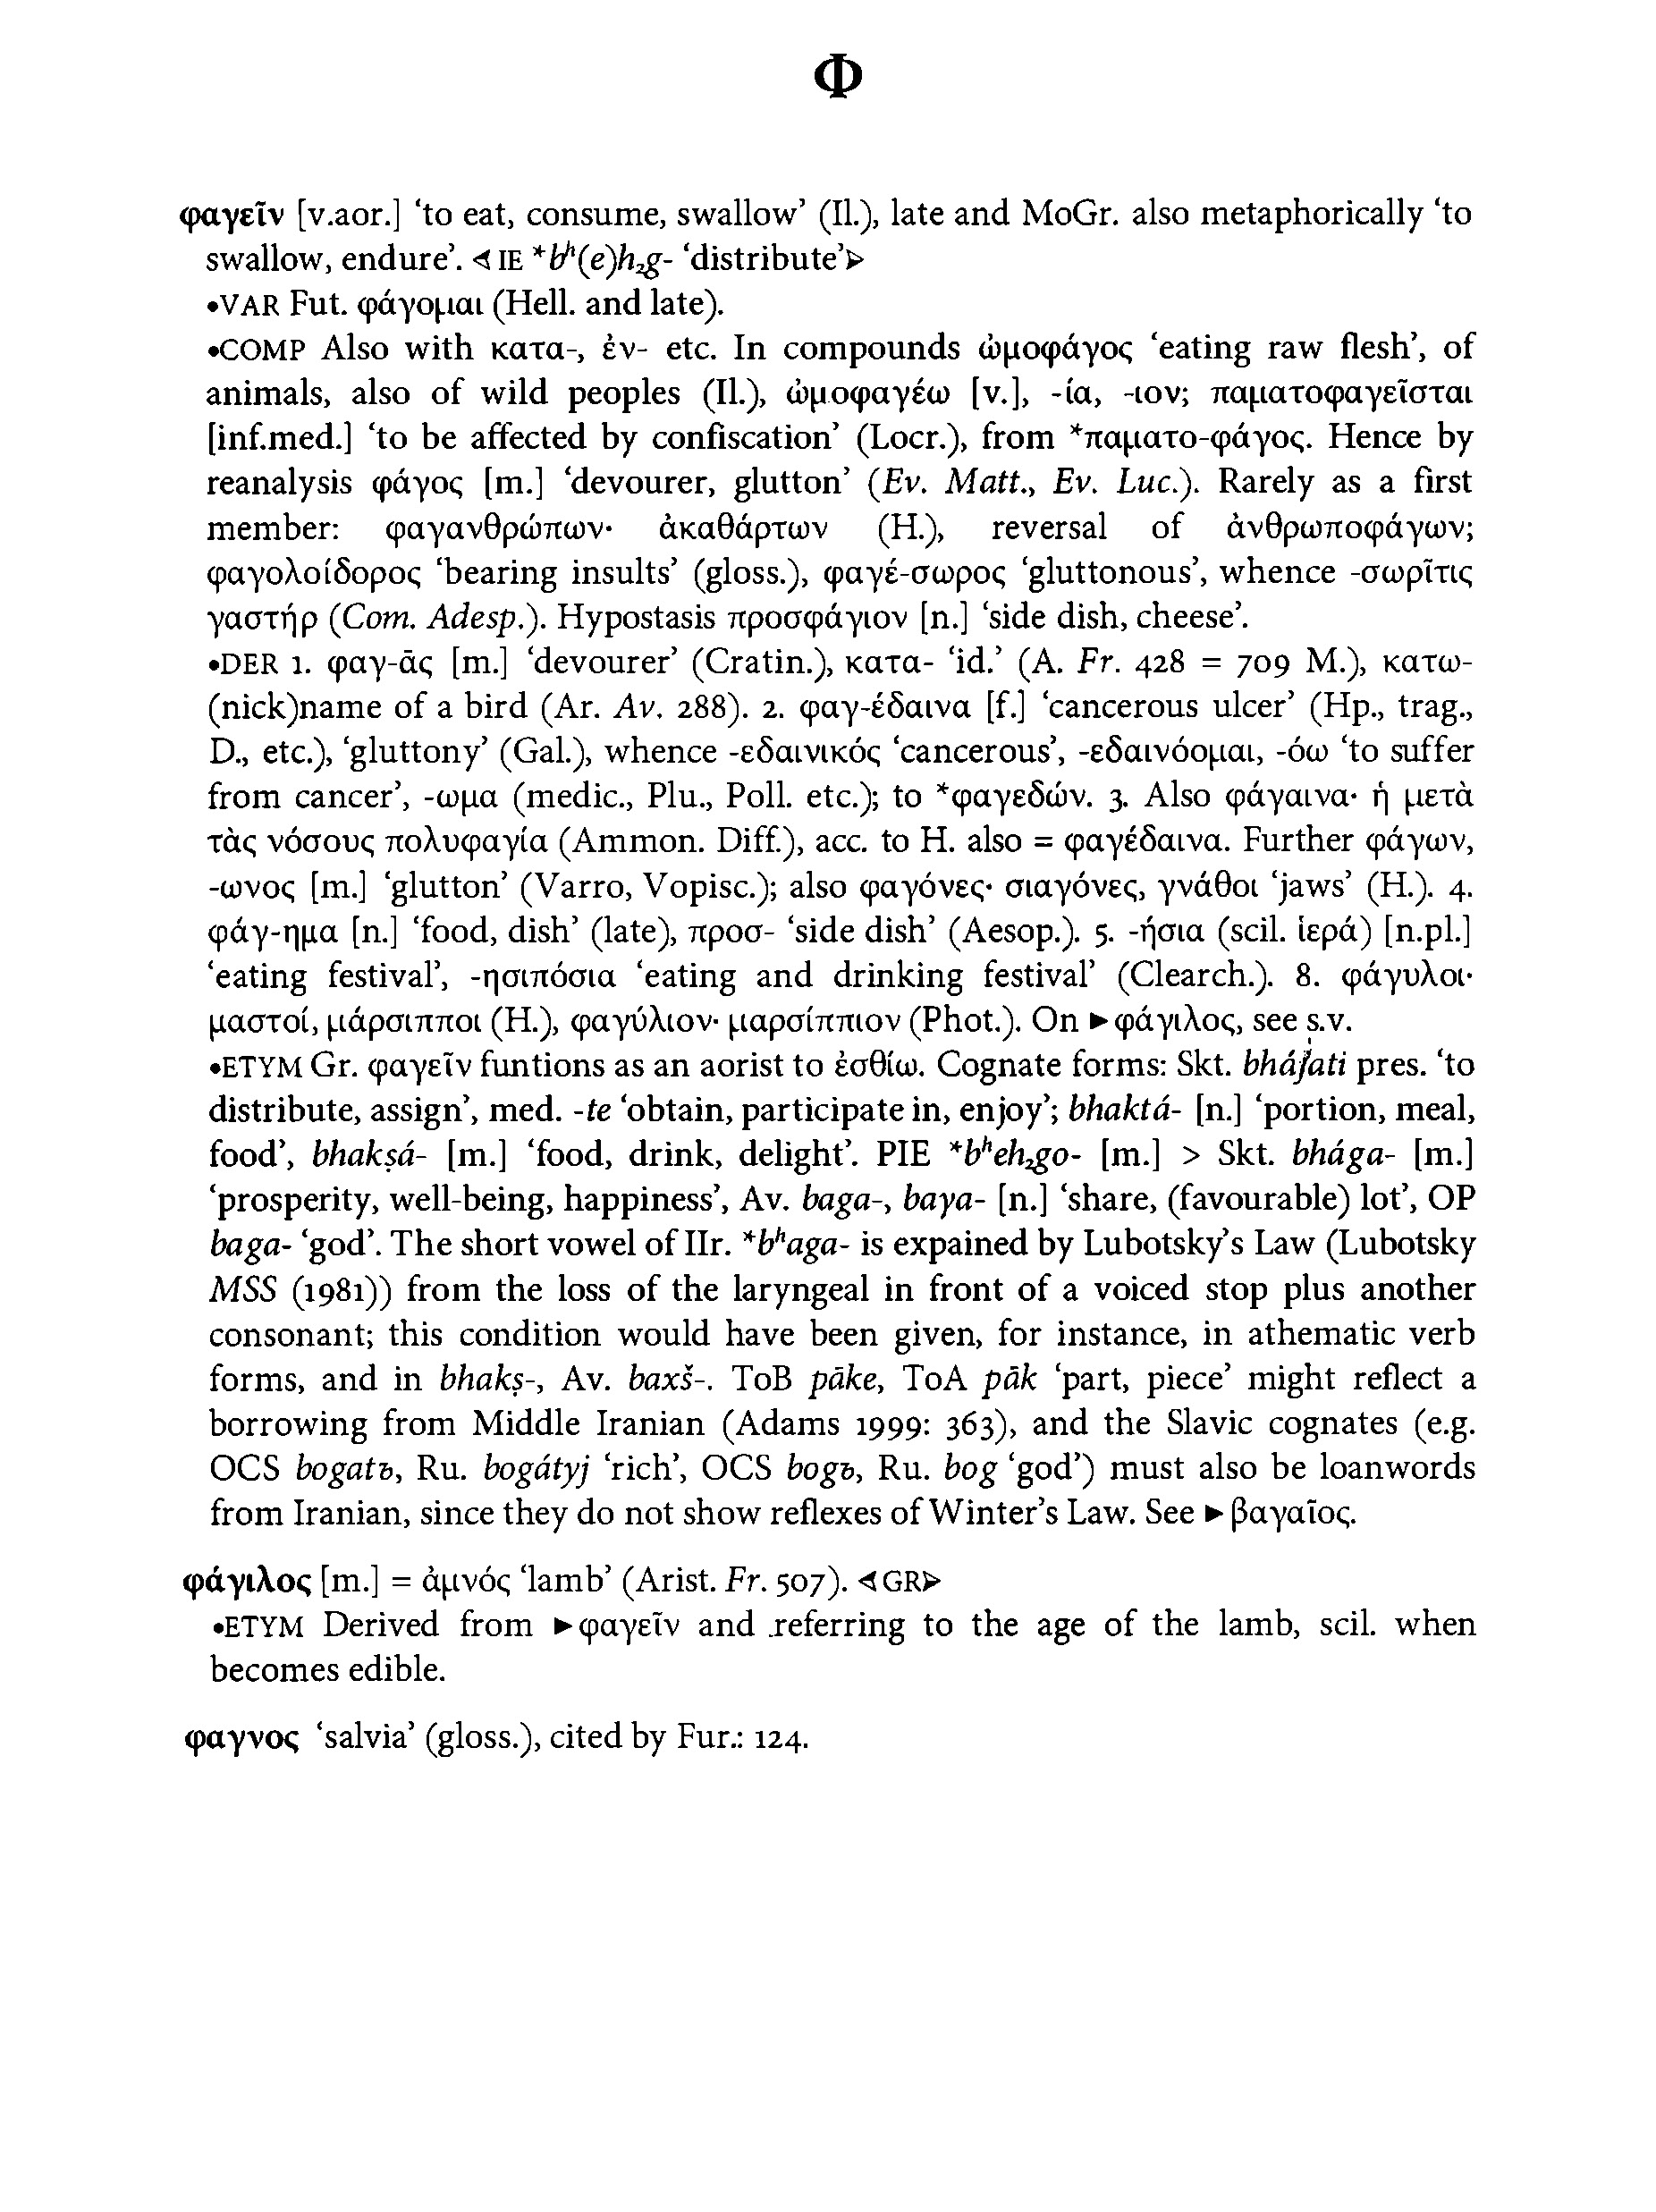 Φ
φαγεῖν [v.aor.] ‘to eat, consume, swallow’ (Il.), late and MoGr. also metaphorically ‘to
swallow, endure’. ⋖ IE *bʰ(e)h₂g- ‘distribute’⋗
•VAR Fut. φάγομαι (Hell. and late).
•COMP Also with κατα-, ἐν- etc. In compounds ὠμοφάγος ‘eating raw flesh’, of
animals, also of wild peoples (Il.), ὠμοφαγέω [v.], -ία, -ιον; παματοφαγεῖσται
[inf.med.] ‘to be affected by confiscation’ (Locr.), from *παματο-φάγος. Hence by
reanalysis φάγος [m.] ‘devourer, glutton’ (Ev. Matt., Ev. Luc.). Rarely as a first
member: φαγανθρώπων· ἀκαθάρτων (H.), reversal of ἀνθρωποφάγων;
φαγολοίδορος ‘bearing insults’ (gloss.), φαγέ-σωρος ‘gluttonous’, whence -σωρῖτις
γαστήρ (Com. Adesp.). Hypostasis προσφάγιον [n.] ‘side dish, cheese’.
•DER 1. φαγ-ᾶς [m.] ‘devourer’ (Cratin.), κατα- ‘id.’ (A. Fr. 428 = 709 M.), κατω-
(nick)name of a bird (Ar. Av. 288). 2. φαγ-έδαινα [f.] ‘cancerous ulcer’ (Hp., trag.,
D., etc.), ‘gluttony’ (Gal.), whence -εδαινικός ‘cancerous’, -εδαινόομαι, -όω ‘to suffer
from cancer’, -ωμα (medic., Plu., Poll. etc.); to *φαγεδών. 3. Also φάγαινα· ἡ μετὰ
τὰς νόσους πολυφαγία (Ammon. Diff.), acc. to H. also = φαγέδαινα. Further φάγων,
-ωνος [m.] ‘glutton’ (Varro, Vopisc.); also φαγόνες· σιαγόνες, γνάθοι ‘jaws’ (H.). 4.
φάγ-ημα [n.] ‘food, dish’ (late), προσ- ‘side dish’ (Aesop.). 5. -ήσια (scil. ἱερά) [n.pl.]
‘eating festival’, -ησιπόσια ‘eating and drinking festival’ (Clearch.). 8. φάγυλοι·
μαστοί, μάρσιπποι (H.), φαγύλιον· μαρσίππιον (Phot.). On ►φάγιλος, see s.v.
•ETYM Gr. φαγεῖν funtions as an aorist to ἐσθίω. Cognate forms: Skt. bhájati pres. ‘to
distribute, assign’, med. -te ‘obtain, participate in, enjoy’; bhaktá- [n.] ‘portion, meal,
food’, bhakṣá- [m.] ‘food, drink, delight’. PIE *bʰeh₂go- [m.] > Skt. bhága- [m.]
‘prosperity, well-being, happiness’, Av. baga-, baya- [n.] ‘share, (favourable) lot’, OP
baga- ‘god’. The short vowel of IIr. *bʰaga- is expained by Lubotsky’s Law (Lubotsky
MSS (1981)) from the loss of the laryngeal in front of a voiced stop plus another
consonant; this condition would have been given, for instance, in athematic verb
forms, and in bhakṣ-, Av. baxš-. ToB pāke, ToA pāk ‘part, piece’ might reflect a
borrowing from Middle Iranian (Adams 1999: 363), and the Slavic cognates (e.g.
OCS bogatъ, Ru. bogátyj ‘rich’, OCS bogъ, Ru. bog ‘god’) must also be loanwords
from Iranian, since they do not show reflexes of Winter’s Law. See ►βαγαῖος.
φάγιλος [m.] = ἀμνός ‘lamb’ (Arist. Fr. 507). ⋖ GR⋗
•ETYM Derived from ►φαγεῖν and referring to the age of the lamb, scil. when
becomes edible.
φαγνος ‘salvia’ (gloss.), cited by Fur.: 124.